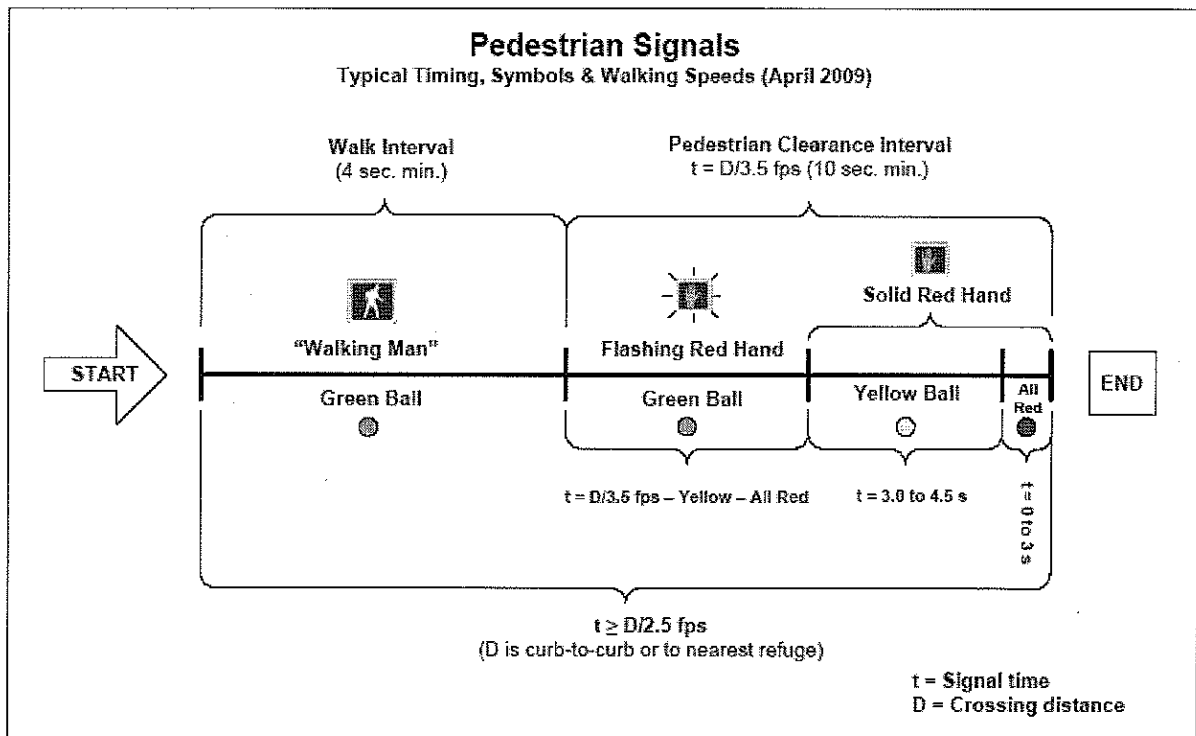 Pedestrian Signals
Typical Timing, Symbols & Walking Speeds (April 2009)
Walk Interval
(4 sec. min.)
Pedestrian Clearance Interval
t = D/3.5 fps (10 sec. min.)
Solid Red Hand
START
"Walking Man"
Flashing Red Hand
END
Green Ball
Green Ball
Yellow Ball
All
Red
t = D/3.5 fps – Yellow – All Red
t = 3.0 to 4.5 s
t = 0 to 3 s
t ≥ D/2.5 fps
(D is curb-to-curb or to nearest refuge)
t = Signal time
D = Crossing distance